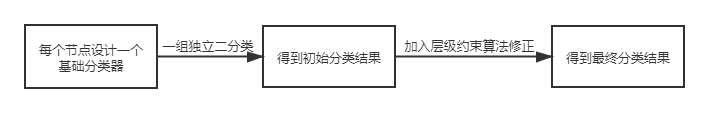 每个节点设计一个
基础分类器
一组独立二分类
得到初始分类结果
加入层级约束算法修正
得到最终分类结果